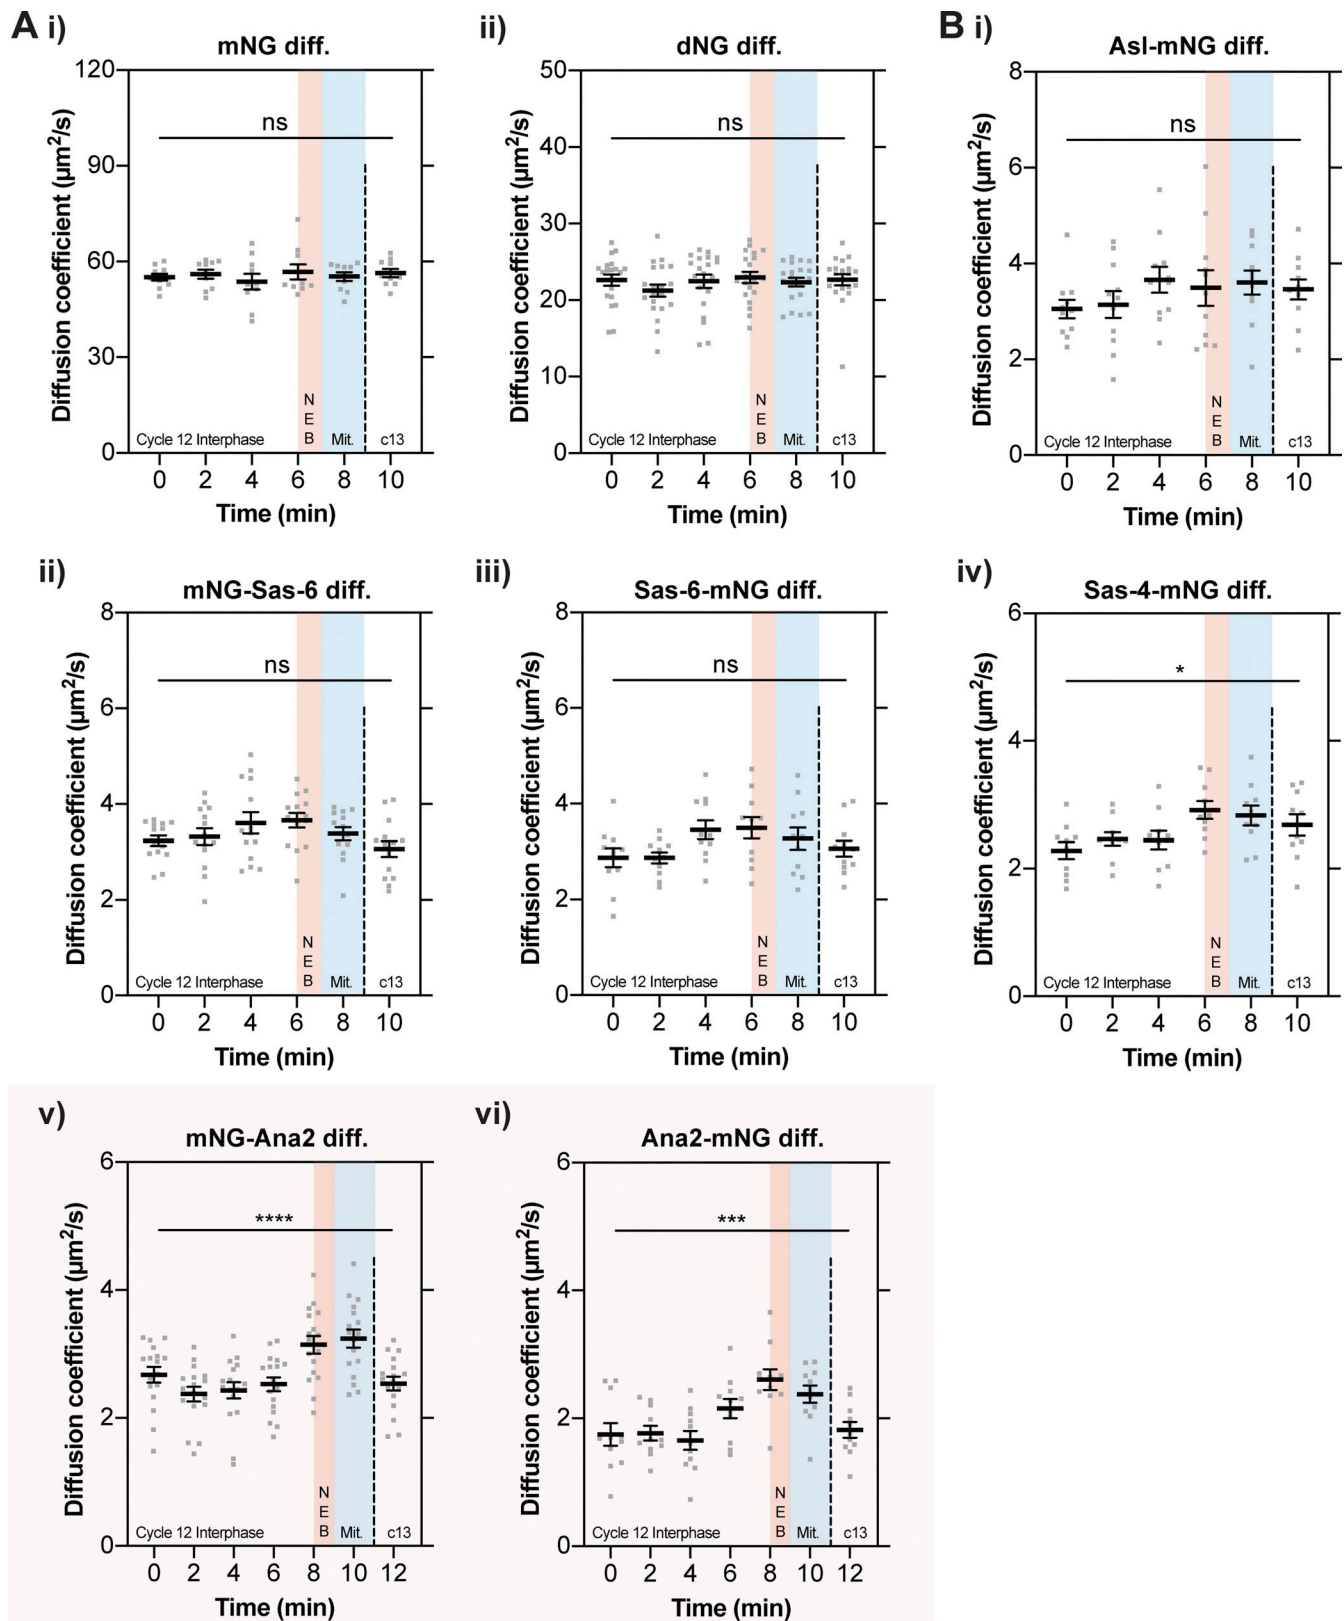 A i)
mNG diff.
120
90
60
30
0
Diffusion coefficient (µm²/s)
ns
N
E
B
Cycle 12 Interphase
Mit.
c13
0 2 4 6 8 10
Time (min)
ii)
dNG diff.
50
40
30
20
10
0
Diffusion coefficient (µm²/s)
ns
N
E
B
Cycle 12 Interphase
Mit.
c13
0 2 4 6 8 10
Time (min)
B i)
Asl-mNG diff.
8
6
4
2
0
Diffusion coefficient (µm²/s)
ns
N
E
B
Cycle 12 Interphase
Mit.
c13
0 2 4 6 8 10
Time (min)
ii)
mNG-Sas-6 diff.
8
6
4
2
0
Diffusion coefficient (µm²/s)
ns
N
E
B
Cycle 12 Interphase
Mit.
c13
0 2 4 6 8 10
Time (min)
iii)
Sas-6-mNG diff.
8
6
4
2
0
Diffusion coefficient (µm²/s)
ns
N
E
B
Cycle 12 Interphase
Mit.
c13
0 2 4 6 8 10
Time (min)
iv)
Sas-4-mNG diff.
6
4
2
0
Diffusion coefficient (µm²/s)
*
N
E
B
Cycle 12 Interphase
Mit.
c13
0 2 4 6 8 10
Time (min)
v)
mNG-Ana2 diff.
6
4
2
0
Diffusion coefficient (µm²/s)
****
N
E
B
Cycle 12 Interphase
Mit.
c13
0 2 4 6 8 10 12
Time (min)
vi)
Ana2-mNG diff.
6
4
2
0
Diffusion coefficient (µm²/s)
***
N
E
B
Cycle 12 Interphase
Mit.
c13
0 2 4 6 8 10 12
Time (min)